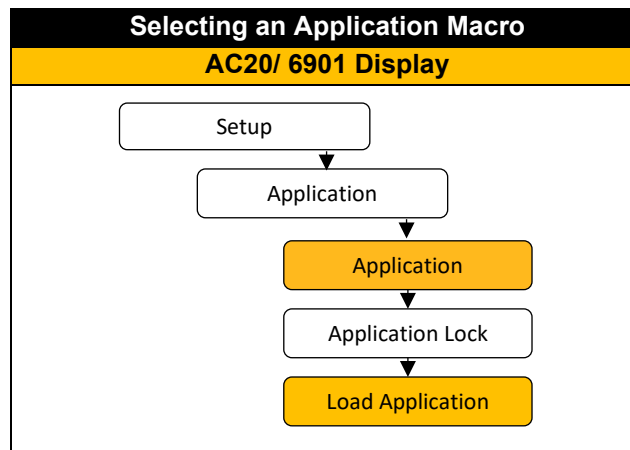 Selecting an Application Macro
AC20/ 6901 Display
Setup
Application
Application
Application Lock
Load Application